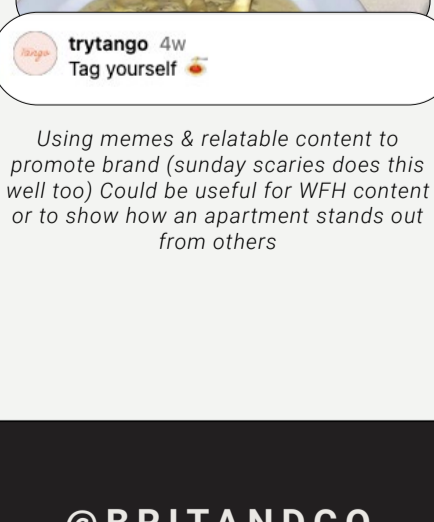 Tango
trytango 4w
Tag yourself 🍝
Using memes & relatable content to
promote brand (sunday scaries does this
well too) Could be useful for WFH content
or to show how an apartment stands out
from others
@BRITANDCO